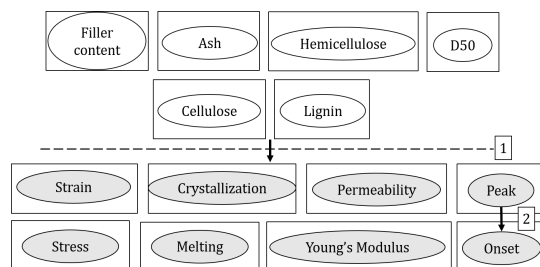 Filler
content
Ash
Hemicellulose
D50
Cellulose
Lignin
1
Strain
Crystallization
Permeability
Peak
2
Stress
Melting
Young's Modulus
Onset